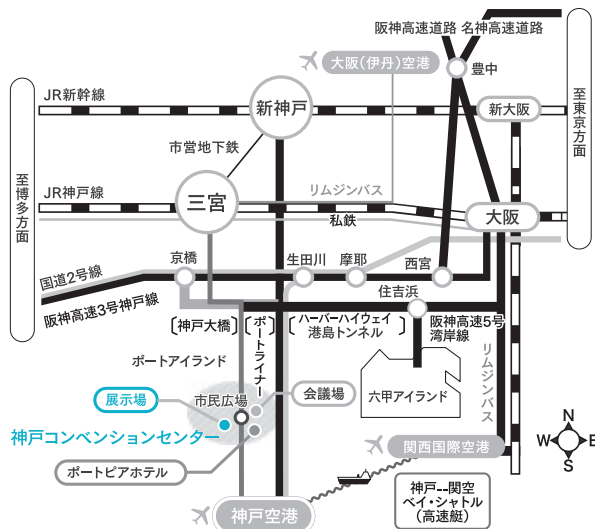 阪神高速道路 名神高速道路
大阪(伊丹)空港
豊中
JR新幹線
新神戸
新大阪
至東京方面
市営地下鉄
至博多方面
リムジンバス
JR神戸線
三宮
私鉄
大阪
京橋
生田川
摩耶
西宮
国道2号線
住吉浜
阪神高速3号神戸線
[神戸大橋]
[ポートライナー]
[ハーバーハイウェイ
港島トンネル]
阪神高速5号
湾岸線
ポートアイランド
リムジンバス
展示場
市民広場
会議場
六甲アイランド
神戸コンベンションセンター
N
W
E
S
関西国際空港
ポートピアホテル
神戸--関空
ベイ・シャトル
(高速艇)
神戸空港